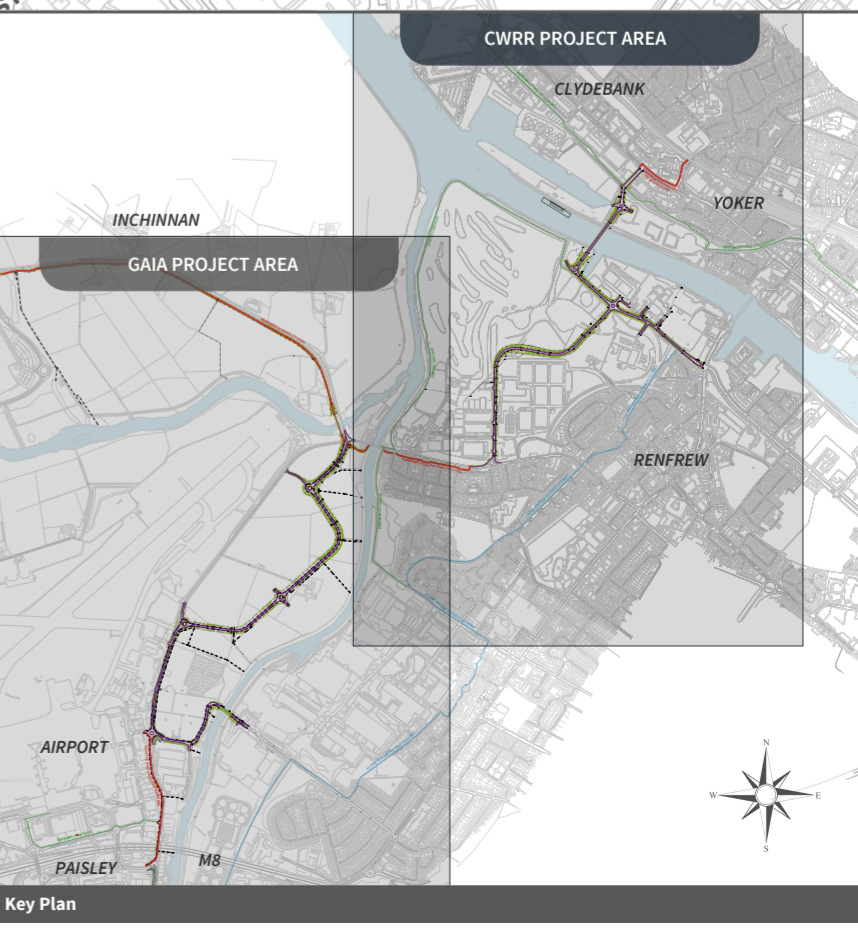 CWRR PROJECT AREA
CLYDEBANK
YOKER
INCHINNAN
GAIA PROJECT AREA
RENFREW
AIRPORT
N
W
E
S
M8
PAISLEY
Key Plan